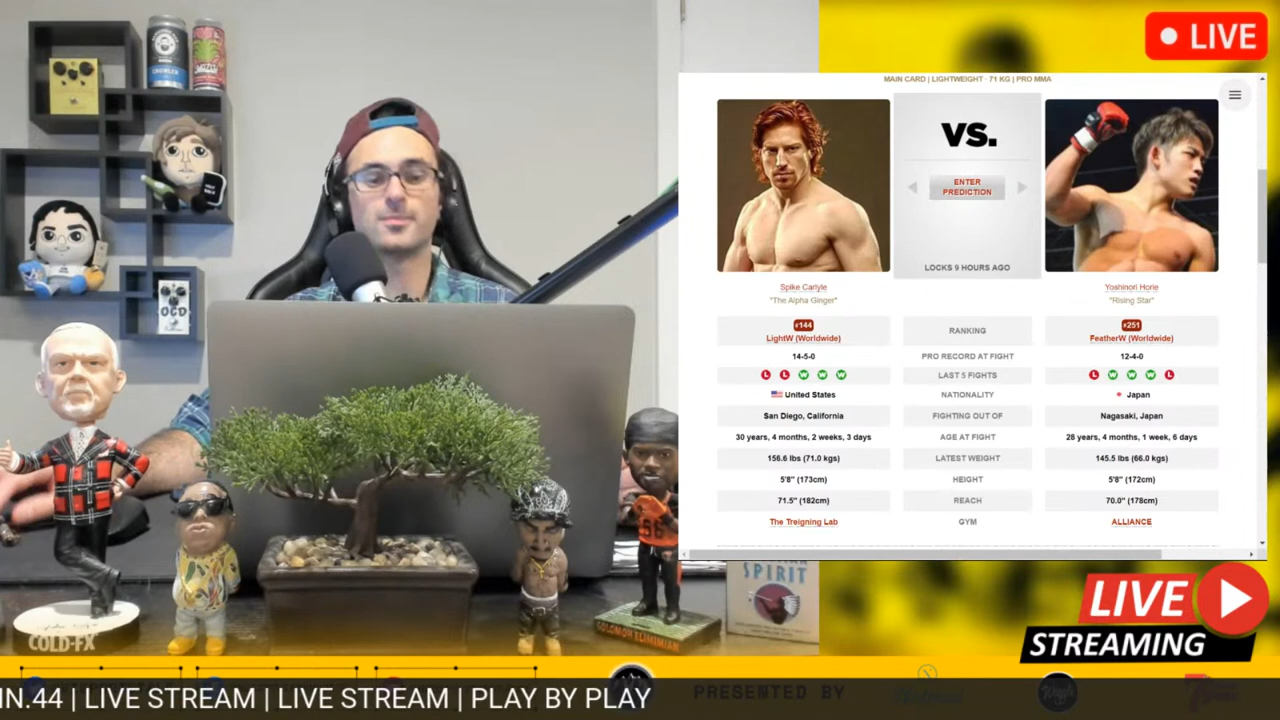 LIVE
MAIN CARD | LIGHTWEIGHT · 71 KG | PRO MMA
VS.
ENTER
PREDICTION
LOCKS 9 HOURS AGO
Spike Carlyle
Yoshinori Horie
"The Alpha Ginger"
"Rising Star"
#144
RANKING
#251
LightW (Worldwide)
FeatherW (Worldwide)
14-5-0
PRO RECORD AT FIGHT
12-4-0
L L W W W
LAST 5 FIGHTS
L W W W L
United States
NATIONALITY
Japan
San Diego, California
FIGHTING OUT OF
Nagasaki, Japan
30 years, 4 months, 2 weeks, 3 days
AGE AT FIGHT
28 years, 4 months, 1 week, 6 days
156.6 lbs (71.0 kgs)
LATEST WEIGHT
145.5 lbs (66.0 kgs)
5'8" (173cm)
HEIGHT
5'8" (172cm)
71.5" (182cm)
REACH
70.0" (178cm)
The Treigning Lab
GYM
ALLIANCE
OCD
56
SPIRIT
COLD-FX
SOLOMON ELIMIMIAN
LIVE
STREAMING
PRESENTED BY
IN.44 | LIVE STREAM | LIVE STREAM | PLAY BY PLAY